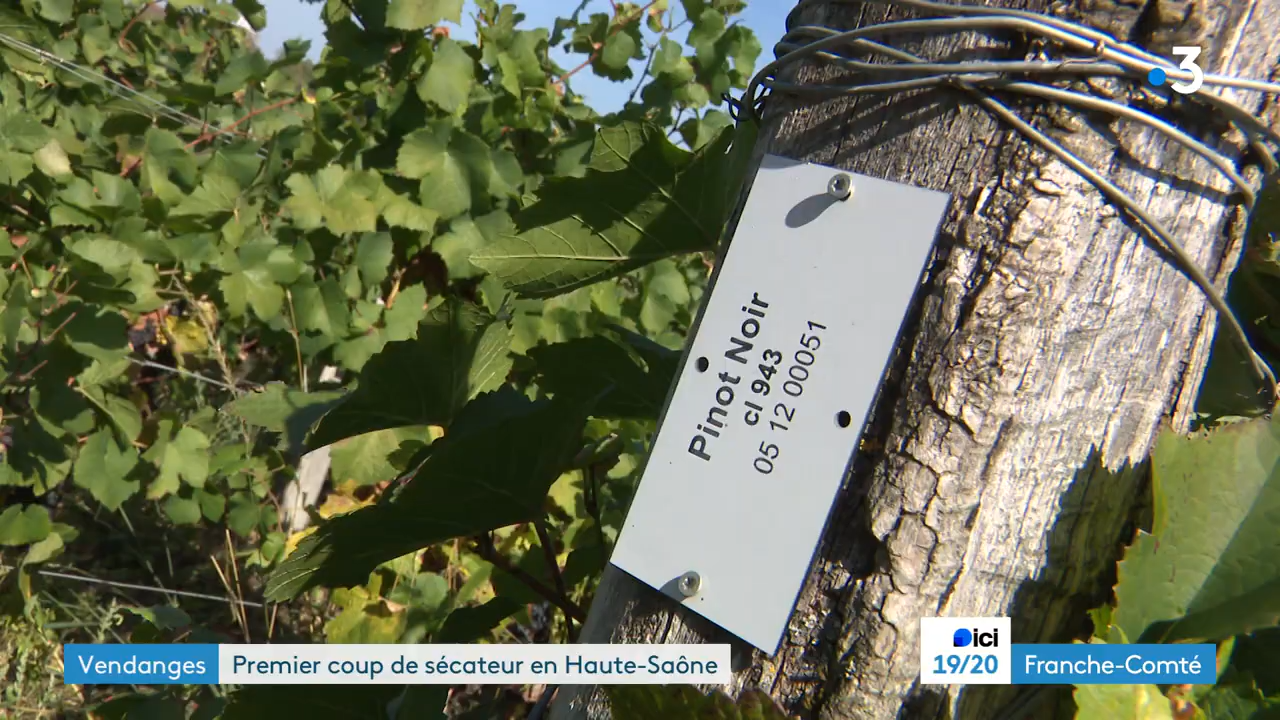 3
Pinot Noir
cl 943
05 12 00051
Vendanges Premier coup de sécateur en Haute-Saône
ici
19/20 Franche-Comté